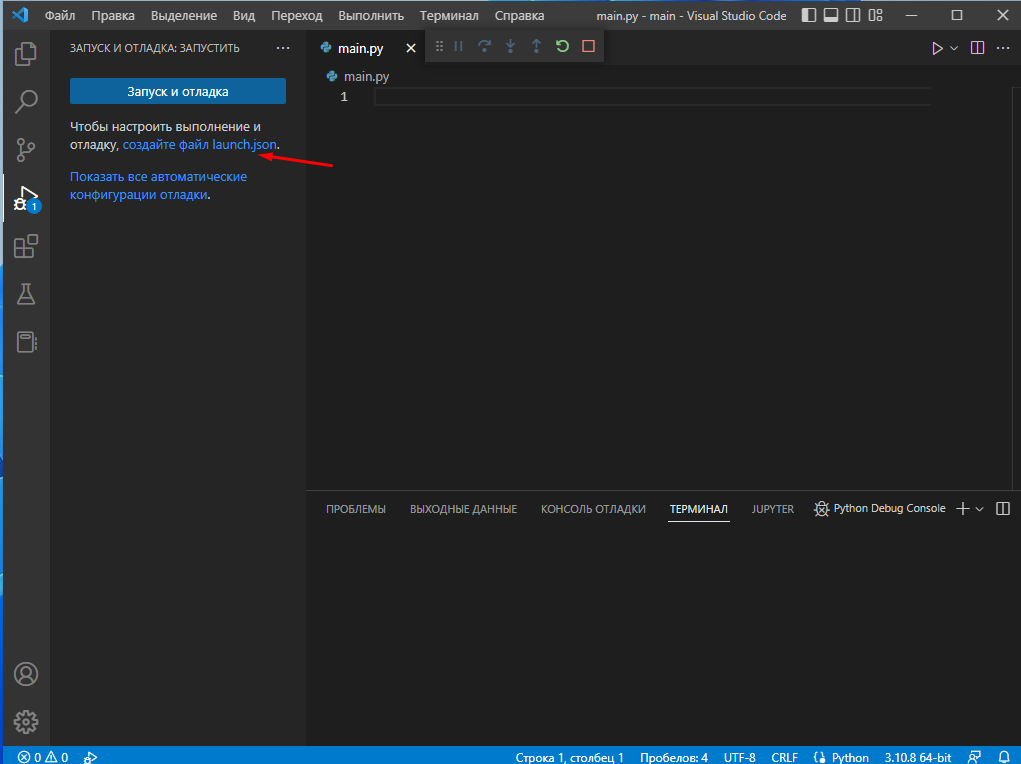 Файл Правка Выделение Вид Переход Выполнить Терминал Справка main.py - main - Visual Studio Code
ЗАПУСК И ОТЛАДКА: ЗАПУСТИТЬ
main.py
main.py
Запуск и отладка
1
Чтобы настроить выполнение и
отладку, создайте файл launch.json.
Показать все автоматические
конфигурации отладки.
1
ПРОБЛЕМЫ ВЫХОДНЫЕ ДАННЫЕ КОНСОЛЬ ОТЛАДКИ ТЕРМИНАЛ JUPYTER Python Debug Console
0 0 Строка 1, столбец 1 Пробелов: 4 UTF-8 CRLF Python 3.10.8 64-bit